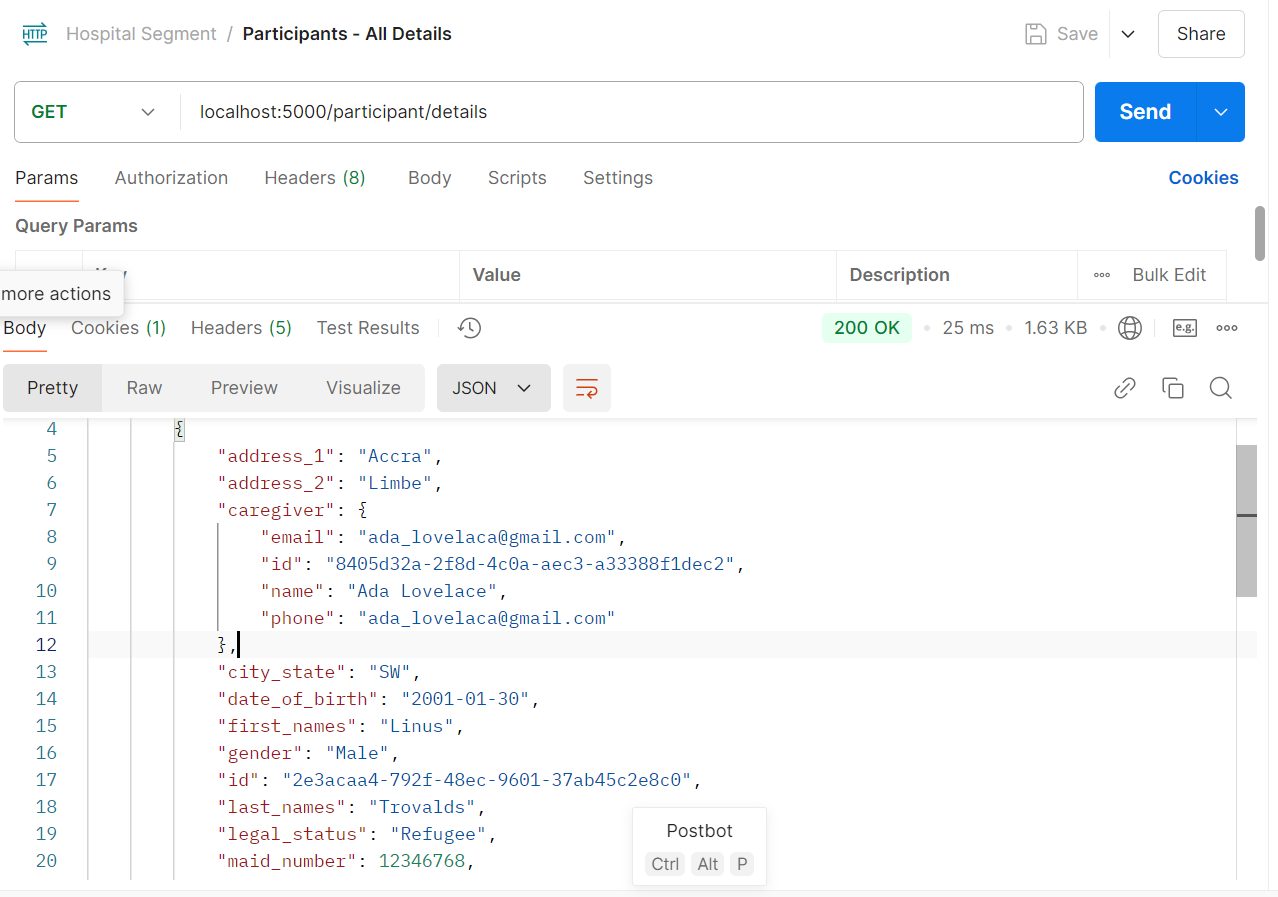 HTTP Hospital Segment / Participants - All Details Save Share
GET localhost:5000/participant/details Send
Params Authorization Headers (8) Body Scripts Settings Cookies
Query Params
Value Description Bulk Edit
more actions
Body Cookies (1) Headers (5) Test Results 200 OK 25 ms 1.63 KB e.g.
Pretty Raw Preview Visualize JSON
4 {
5 "address_1": "Accra",
6 "address_2": "Limbe",
7 "caregiver": {
8 "email": "ada_lovelaca@gmail.com",
9 "id": "8405d32a-2f8d-4c0a-aec3-a33388f1dec2",
10 "name": "Ada Lovelace",
11 "phone": "ada_lovelaca@gmail.com"
12 },
13 "city_state": "SW",
14 "date_of_birth": "2001-01-30",
15 "first_names": "Linus",
16 "gender": "Male",
17 "id": "2e3acaa4-792f-48ec-9601-37ab45c2e8c0",
18 "last_names": "Trovalds",
19 "legal_status": "Refugee",
20 "maid_number": 12346768,
Postbot
Ctrl Alt P